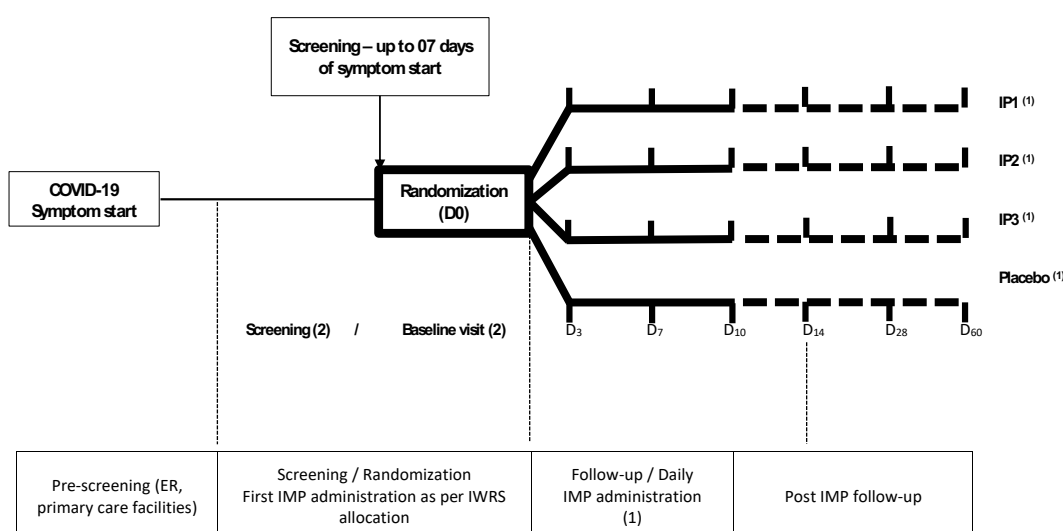 Screening – up to 07 days
of symptom start
COVID-19
Symptom start
Randomization
(D0)
IP1 (1)
IP2 (1)
IP3 (1)
Placebo (1)
Screening (2) / Baseline visit (2)
D3 D7 D10 D14 D28 D60
Pre-screening (ER,
primary care facilities)
Screening / Randomization
First IMP administration as per IWRS
allocation
Follow-up / Daily
IMP administration
(1)
Post IMP follow-up